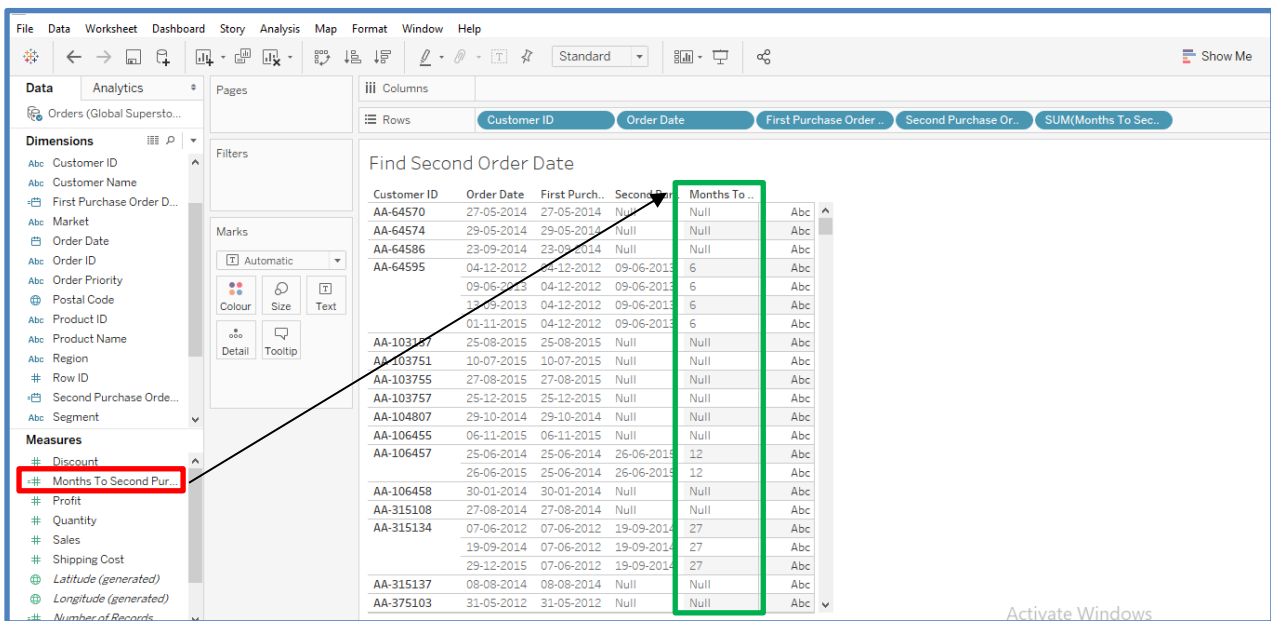 File Data Worksheet Dashboard Story Analysis Map Format Window Help
Standard
Show Me
Data Analytics
Orders (Global Supersto...
Dimensions
Abc Customer ID
Abc Customer Name
First Purchase Order D...
Abc Market
Order Date
Abc Order ID
Abc Order Priority
Postal Code
Abc Product ID
Abc Product Name
Abc Region
# Row ID
Second Purchase Orde...
Abc Segment
Measures
# Discount
=# Months To Second Pur...
# Profit
# Quantity
# Sales
# Shipping Cost
Latitude (generated)
Longitude (generated)
=# Number of Records
Pages
Filters
Marks
T Automatic
Colour Size Text
Detail Tooltip
Columns
Rows Customer ID Order Date First Purchase Order .. Second Purchase Or.. SUM(Months To Sec..
Find Second Order Date
Customer ID Order Date First Purch.. Second Pur.. Months To ..
AA-64570 27-05-2014 27-05-2014 Null Null Abc
AA-64574 29-05-2014 29-05-2014 Null Null Abc
AA-64586 23-09-2014 23-09-2014 Null Null Abc
AA-64595 04-12-2012 04-12-2012 09-06-2013 6 Abc
09-06-2013 04-12-2012 09-06-2013 6 Abc
13-09-2013 04-12-2012 09-06-2013 6 Abc
01-11-2015 04-12-2012 09-06-2013 6 Abc
AA-103157 25-08-2015 25-08-2015 Null Null Abc
AA-103751 10-07-2015 10-07-2015 Null Null Abc
AA-103755 27-08-2015 27-08-2015 Null Null Abc
AA-103757 25-12-2015 25-12-2015 Null Null Abc
AA-104807 29-10-2014 29-10-2014 Null Null Abc
AA-106455 06-11-2015 06-11-2015 Null Null Abc
AA-106457 25-06-2014 25-06-2014 26-06-2015 12 Abc
26-06-2015 25-06-2014 26-06-2015 12 Abc
AA-106458 30-01-2014 30-01-2014 Null Null Abc
AA-315108 27-08-2014 27-08-2014 Null Null Abc
AA-315134 07-06-2012 07-06-2012 19-09-2014 27 Abc
19-09-2014 07-06-2012 19-09-2014 27 Abc
29-12-2015 07-06-2012 19-09-2014 27 Abc
AA-315137 08-08-2014 08-08-2014 Null Null Abc
AA-375103 31-05-2012 31-05-2012 Null Null Abc
Activate Windows